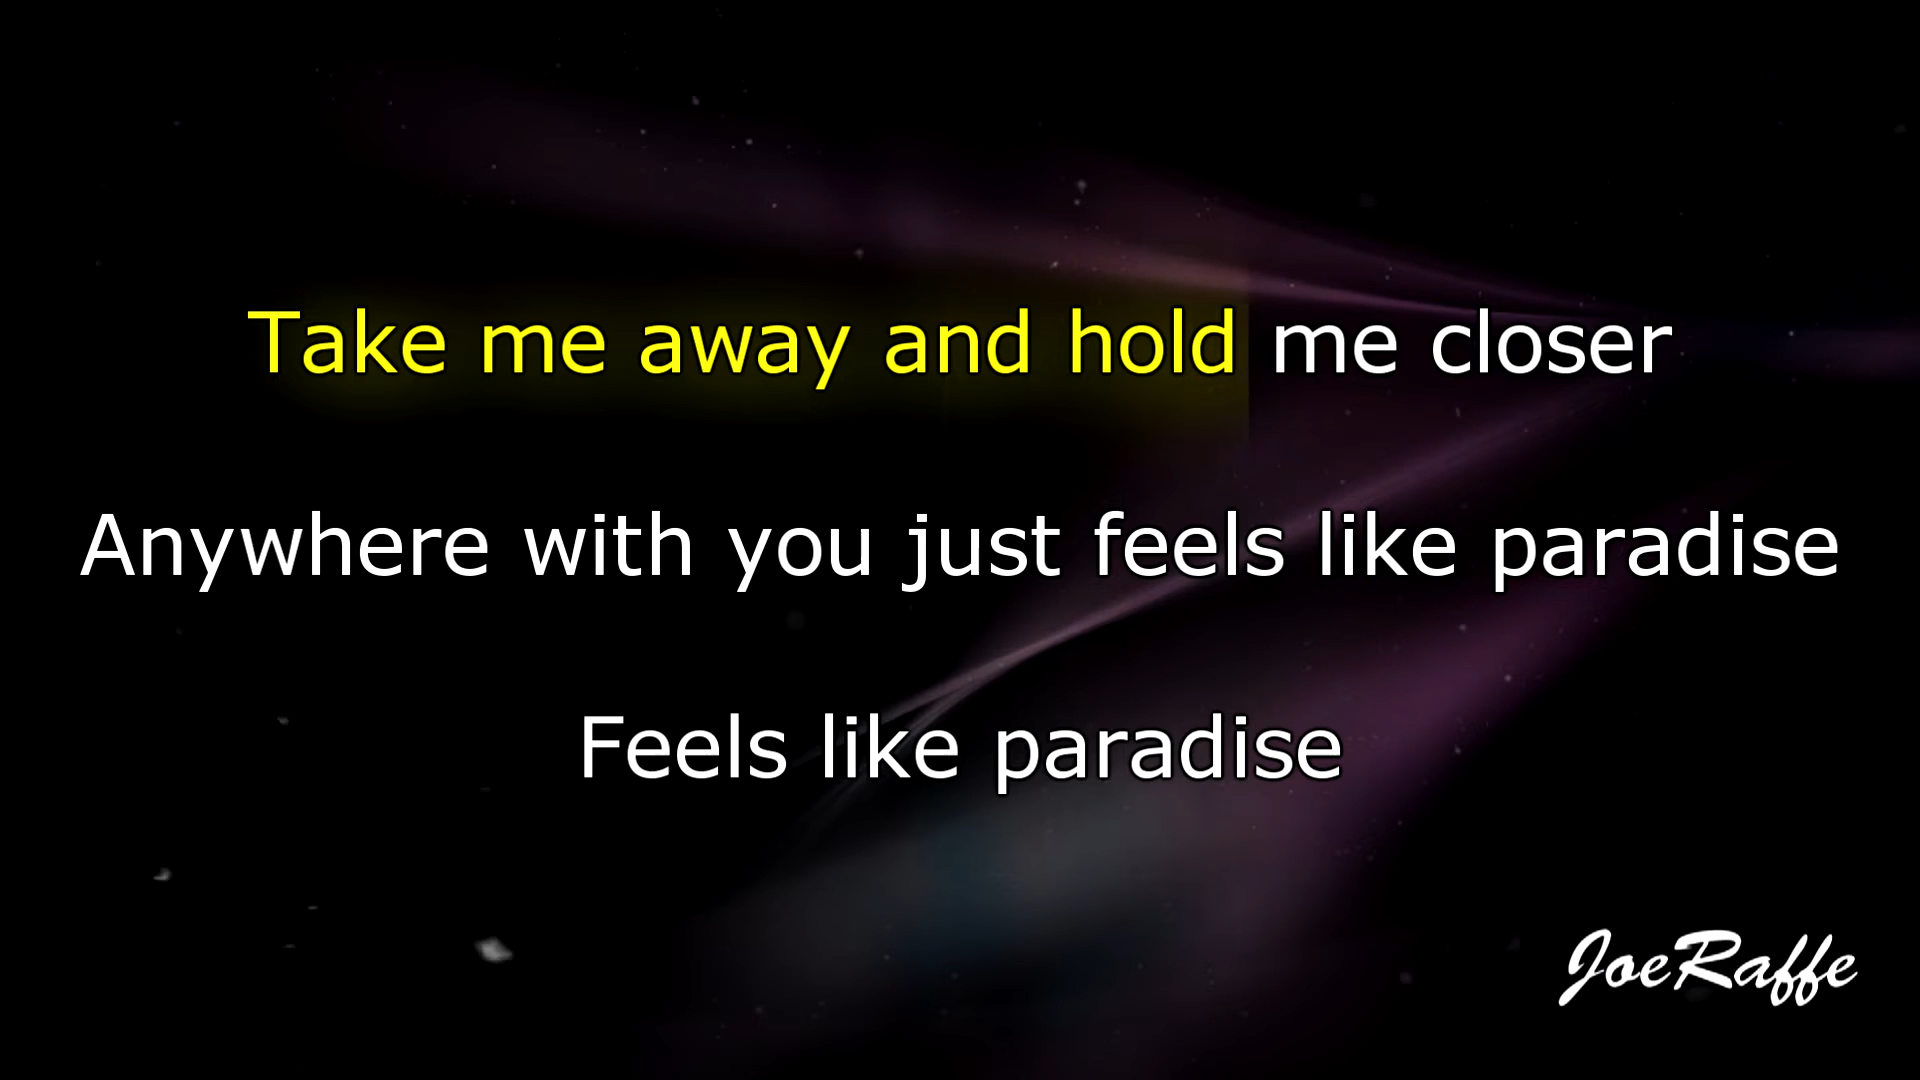 Take me away and hold me closer
Anywhere with you just feels like paradise
Feels like paradise
JoeRaffe